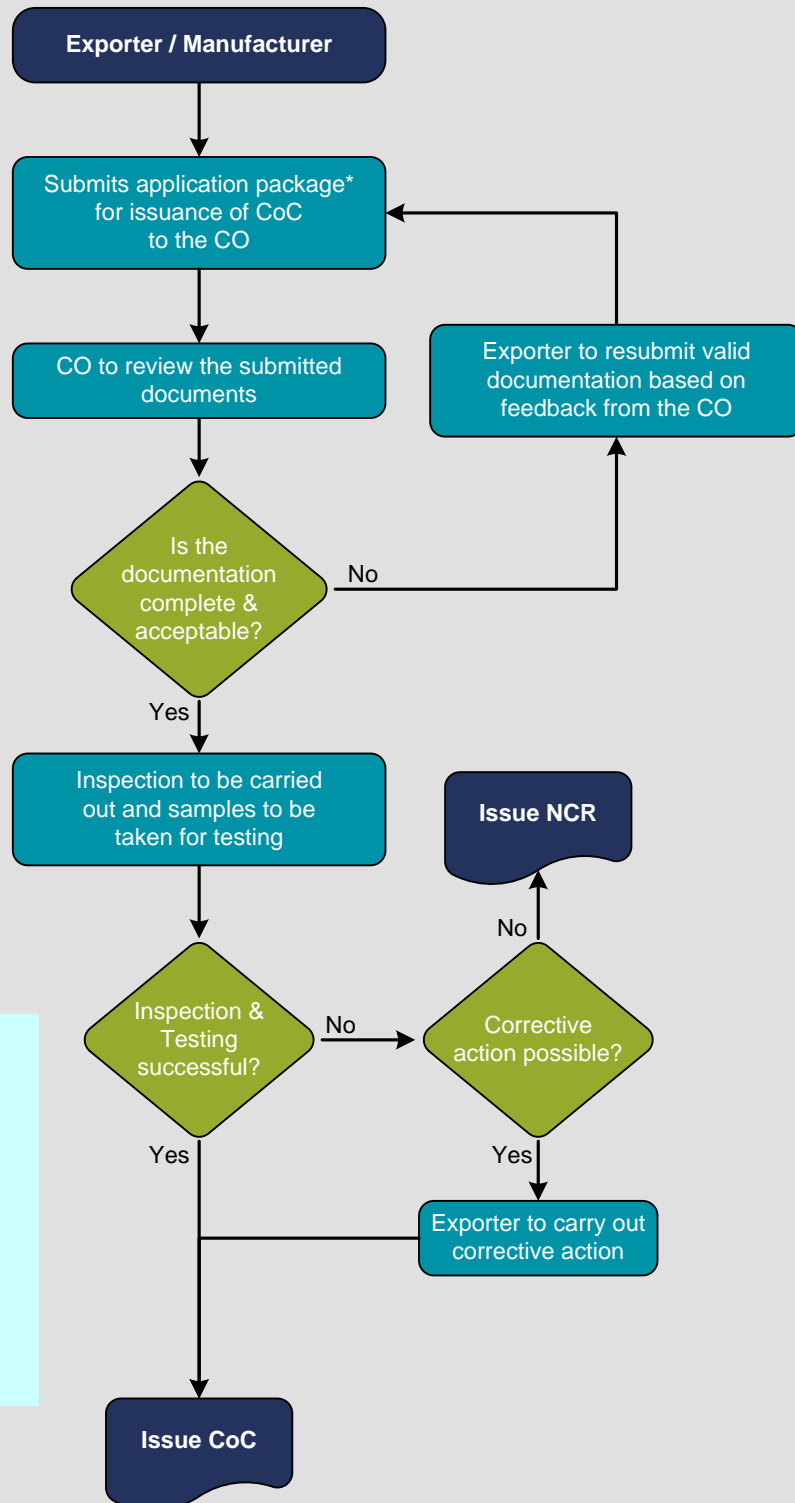 Exporter / Manufacturer
Submits application package*
for issuance of CoC
to the CO
CO to review the submitted
documents
Exporter to resubmit valid
documentation based on
feedback from the CO
Is the
documentation
complete &
acceptable?
No
Yes
Inspection to be carried
out and samples to be
taken for testing
Issue NCR
No
Inspection &
Testing
successful?
No
Corrective
action possible?
Yes
Yes
Exporter to carry out
corrective action
Issue CoC